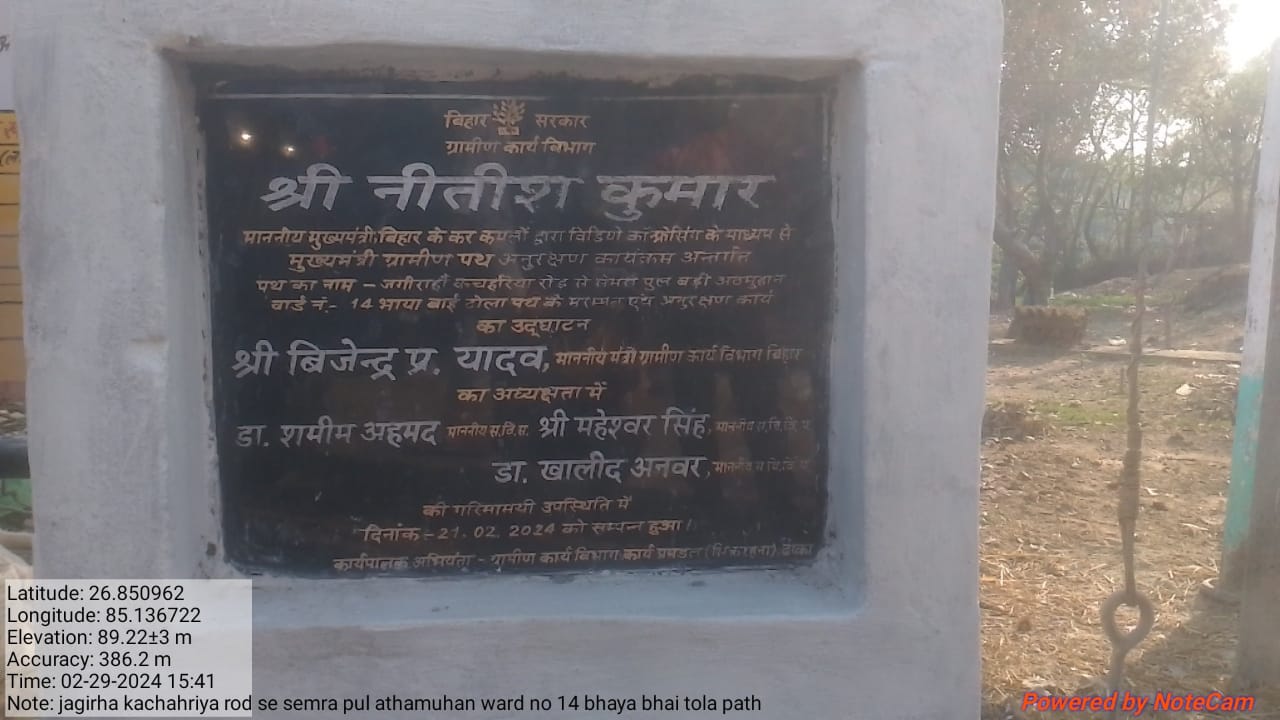 बिहार सरकार
ग्रामीण कार्य विभाग
श्री नीतीश कुमार
माननीय मुख्यमंत्री बिहार के कर कमलों द्वारा विडियो कॉन्फ्रेसिंग के माध्यम से
मुख्यमंत्री ग्रामीण पथ अनुरक्षण कार्यक्रम अन्तर्गत
पथ का नाम – जगीराहाँ कचहरिया रोड से सेमरा पुल बड़ी अठमुहान
वार्ड नं.- 14 भाया बाई टोला पथ के मरम्मत एवं अनुरक्षण कार्य
का उद्घाटन
श्री बिजेन्द्र प्र. यादव, माननीय मंत्री ग्रामीण कार्य विभाग बिहार
का अध्यक्षता में
डा. शमीम अहमद माननीय स.वि.स. श्री महेश्वर सिंह, माननीय स.वि.प.
डा. खालीद अनवर, माननीय स.वि.प.
की गरिमामयी उपस्थिति में
दिनांक – 21. 02. 2024 को सम्पन्न हुआ।
कार्यपालक अभियंता - ग्रामीण कार्य विभाग कार्य प्रमंडल (सिकरहना) ढ़ाका
Latitude: 26.850962
Longitude: 85.136722
Elevation: 89.22±3 m
Accuracy: 386.2 m
Time: 02-29-2024 15:41
Note: jagirha kachahriya rod se semra pul athamuhan ward no 14 bhaya bhai tola path
Powered by NoteCam